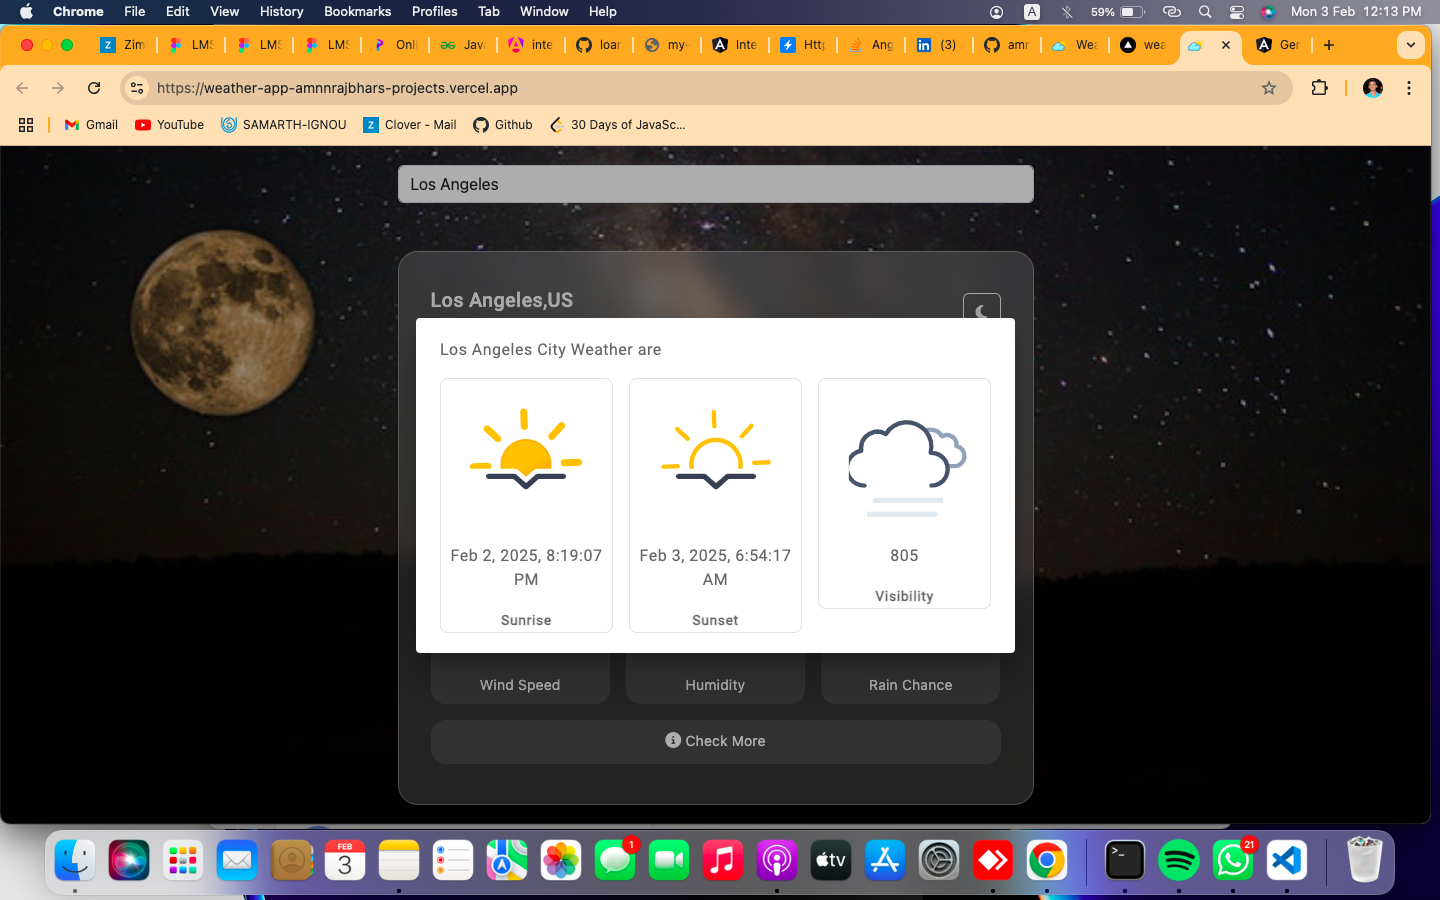 Chrome File Edit View History Bookmarks Profiles Tab Window Help A 59% Mon 3 Feb 12:13 PM
Zim LMS LMS LMS Onli Java inte loar my- Inte Http Ang (3) amr Wea wea Ger
https://weather-app-amnnrajbhars-projects.vercel.app
Gmail YouTube SAMARTH-IGNOU Clover - Mail Github 30 Days of JavaSc...
Los Angeles
Los Angeles,US
Los Angeles City Weather are
Feb 2, 2025, 8:19:07 PM
Sunrise
Feb 3, 2025, 6:54:17 AM
Sunset
805
Visibility
Wind Speed Humidity Rain Chance
Check More
FEB
3
1
tv
21